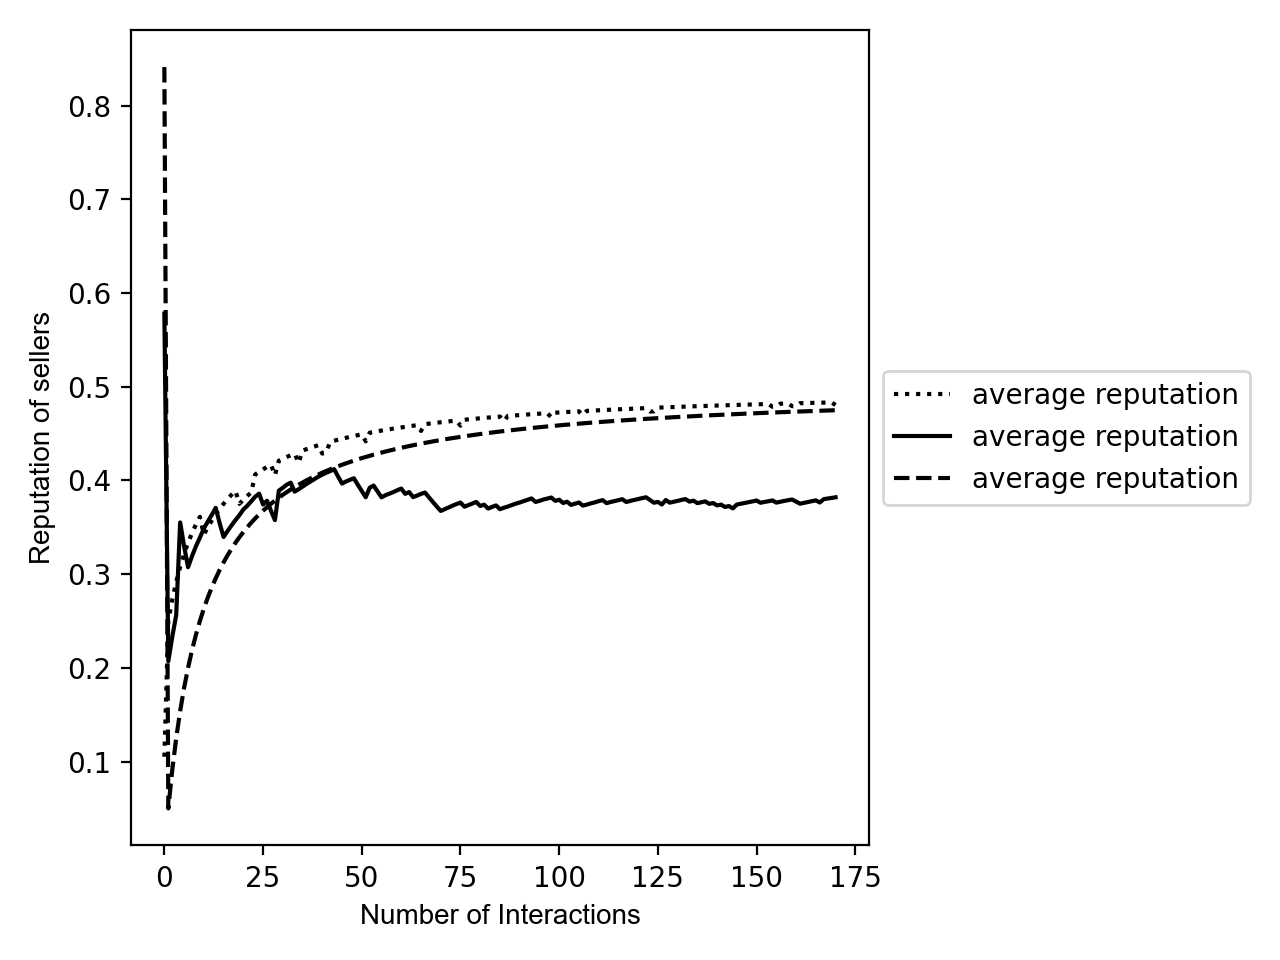 0.8
0.7
0.6
0.5
0.4
0.3
0.2
0.1
Reputation of sellers
0 25 50 75 100 125 150 175
Number of Interactions
average reputation
average reputation
average reputation